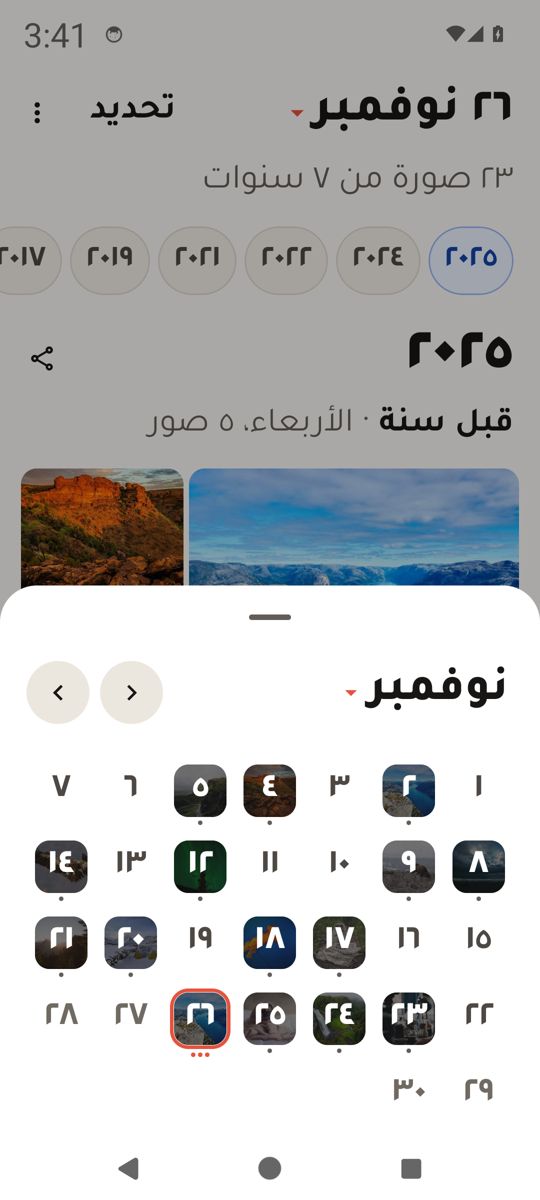 3:41
٢٦ نوفمبر
تحديد
٢٣ صورة من ٧ سنوات
٢٠٢٥ ٢٠٢٤ ٢٠٢٢ ٢٠٢١ ٢٠١٩ ٢٠١٧
٢٠٢٥
قبل سنة · الأربعاء، ٥ صور
نوفمبر
١ ٢ ٣ ٤ ٥ ٦ ٧
٨ ٩ ١٠ ١١ ١٢ ١٣ ١٤
١٥ ١٦ ١٧ ١٨ ١٩ ٢٠ ٢١
٢٢ ٢٣ ٢٤ ٢٥ ٢٦ ٢٧ ٢٨
٢٩ ٣٠